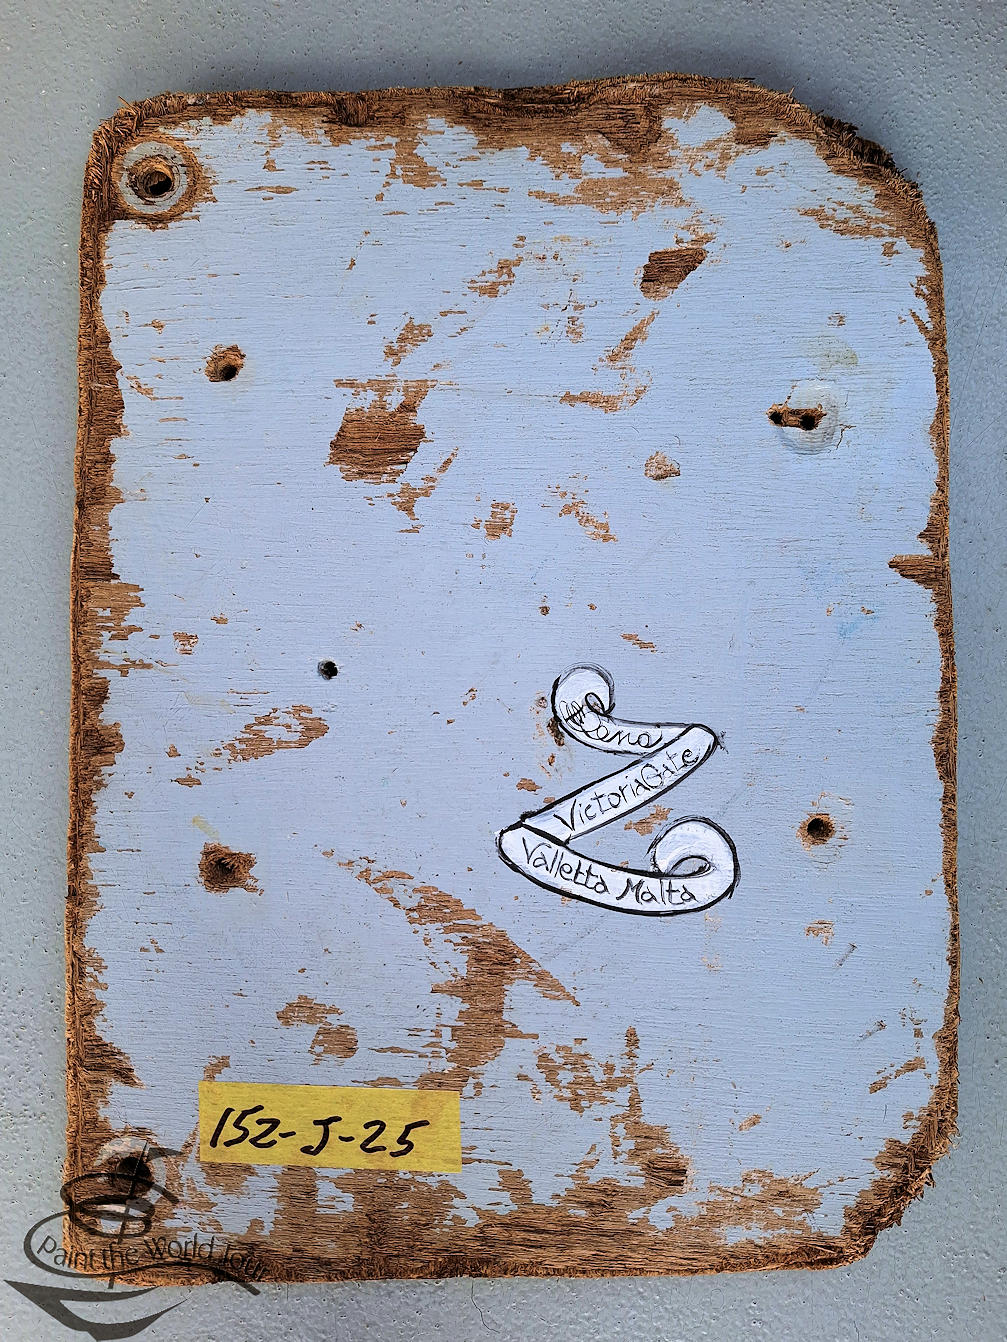 Victoria Gate
Valletta Malta
152-J-25
paint the World Tour